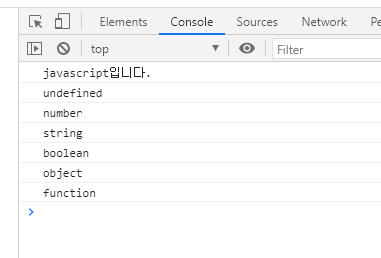 Elements Console Sources Network Pe
top Filter
javascript입니다.
undefined
number
string
boolean
object
function